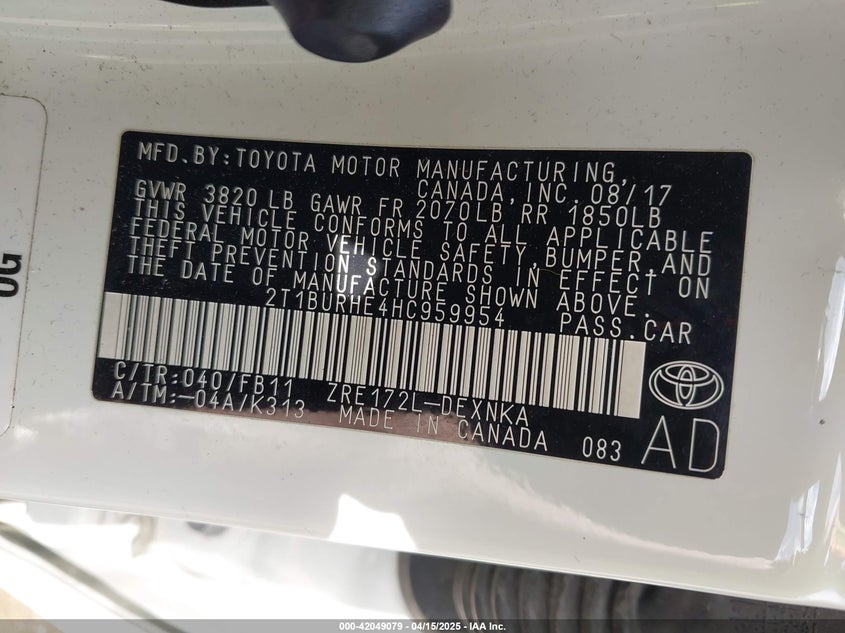 MFD.BY:TOYOTA MOTOR MANUFACTURING,
CANADA,INC. 08/17
GVWR 3820 LB GAWR FR 2070LB RR 1850LB
THIS VEHICLE CONFORMS TO ALL APPLICABLE
FEDERAL MOTOR VEHICLE SAFETY,BUMPER,AND
THEFT PREVENTION STANDARDS IN EFFECT ON
THE DATE OF MANUFACTURE SHOWN ABOVE.
2T1BURHE4HC959954 PASS.CAR
C/TR:040/FB11 ZRE172L-DEXNKA
A/TM:-04A/K313 MADE IN CANADA 083
AD
G
000-42049079 - 04/15/2025 - IAA Inc.